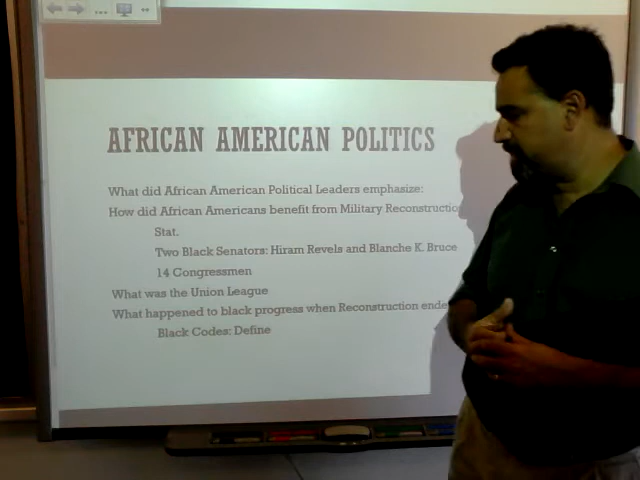 AFRICAN AMERICAN POLITICS
What did African American Political Leaders emphasize:
How did African Americans benefit from Military Reconstructio
Stat.
Two Black Senators: Hiram Revels and Blanche K. Bruce
14 Congressmen
What was the Union League
What happened to black progress when Reconstruction ende
Black Codes: Define